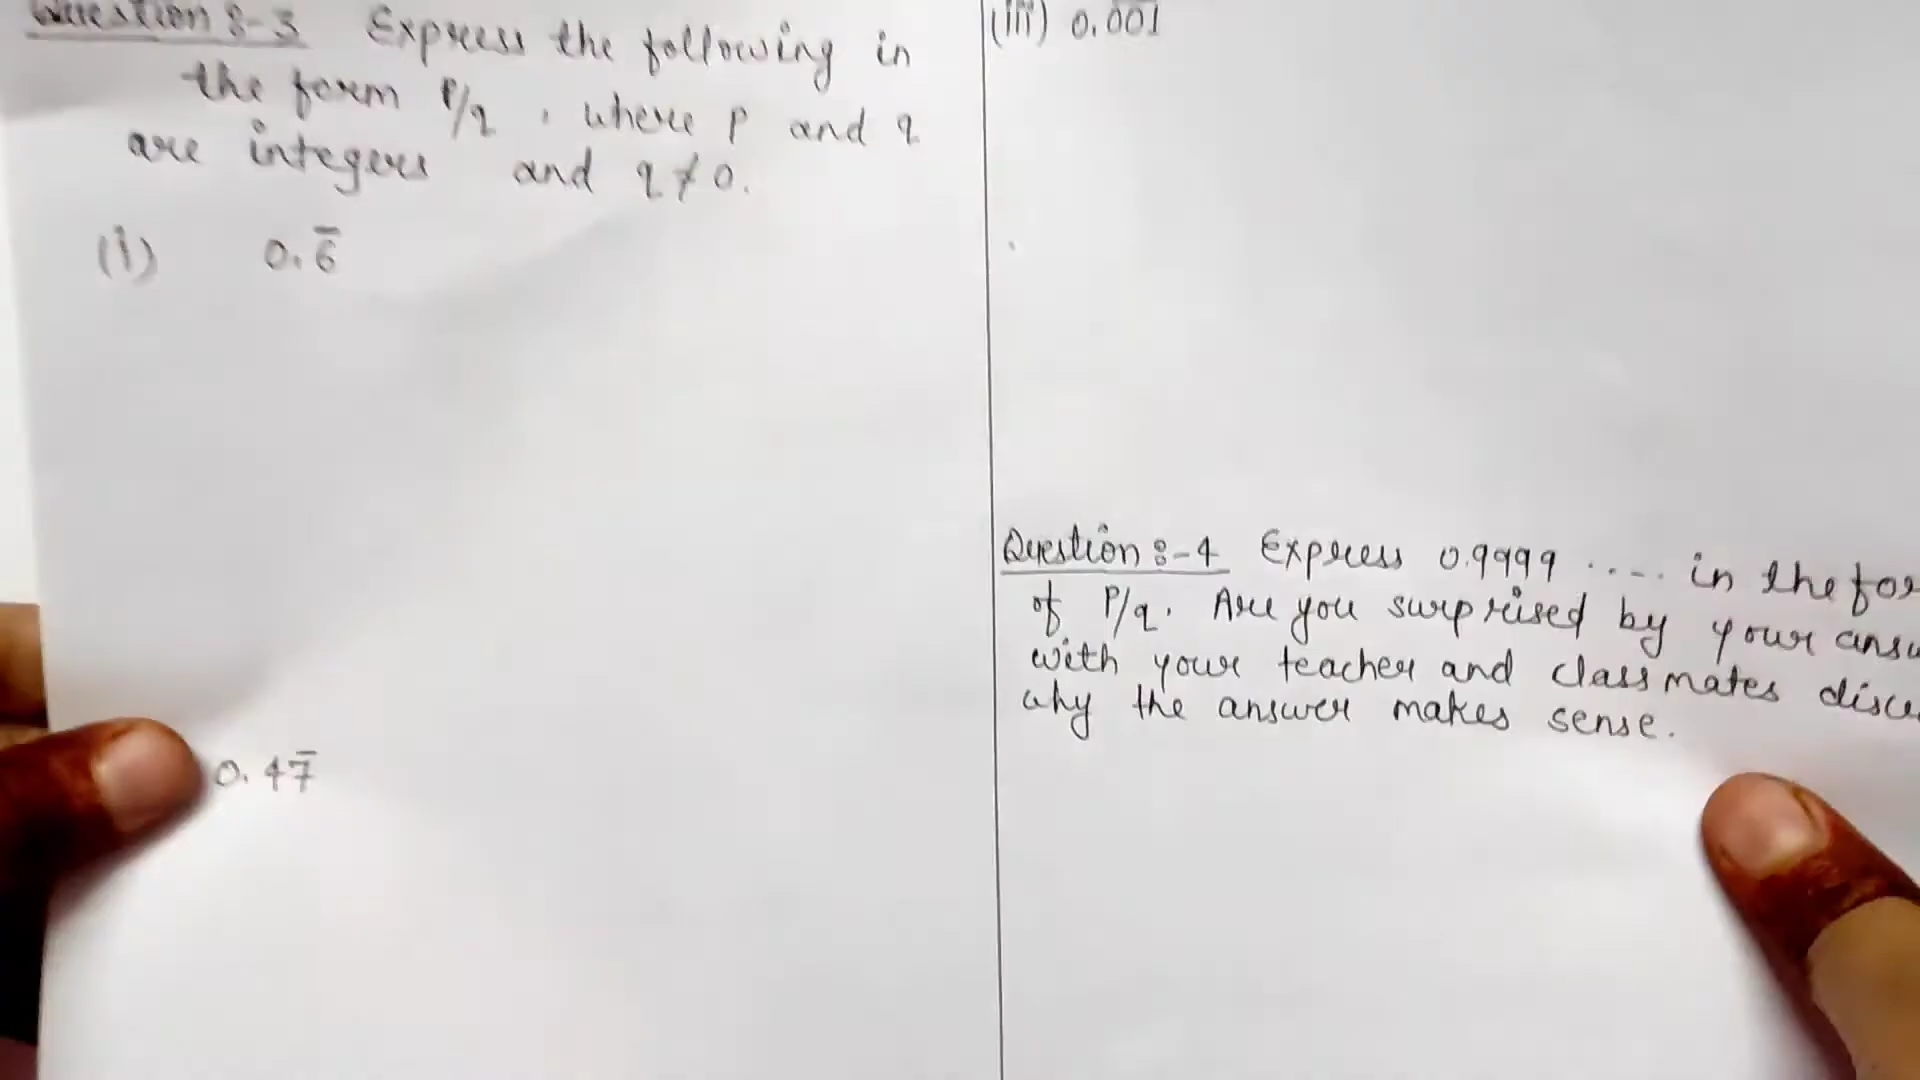 Question :-3 Express the following in
the form P/q , where p and q
are integers and q ≠ 0.
(i) 0.6̅
0.47̅
(iii) 0.001
Question :-4 Express 0.9999 ..... in the for
of P/q. Are you surprised by your answ
with your teacher and classmates discu
why the answer makes sense.